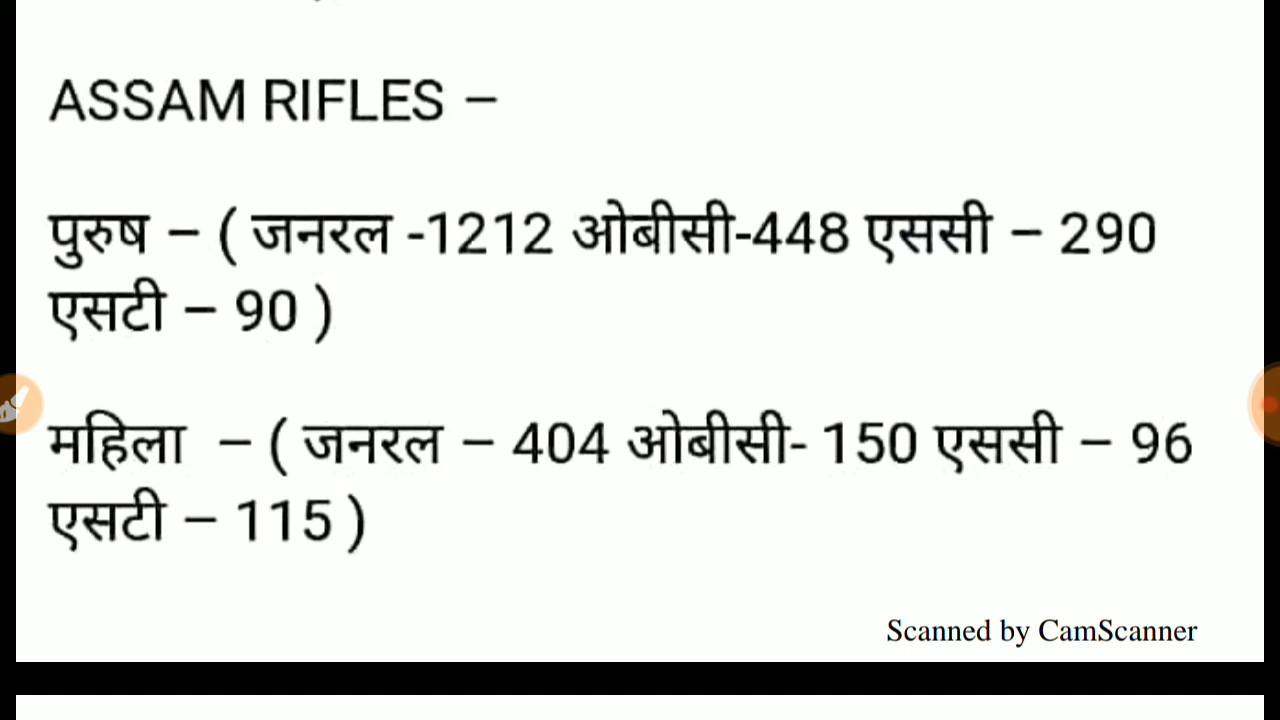 ASSAM RIFLES –
पुरुष – ( जनरल -1212 ओबीसी-448 एससी – 290
एसटी – 90 )
महिला – ( जनरल – 404 ओबीसी- 150 एससी – 96
एसटी – 115 )
Scanned by CamScanner